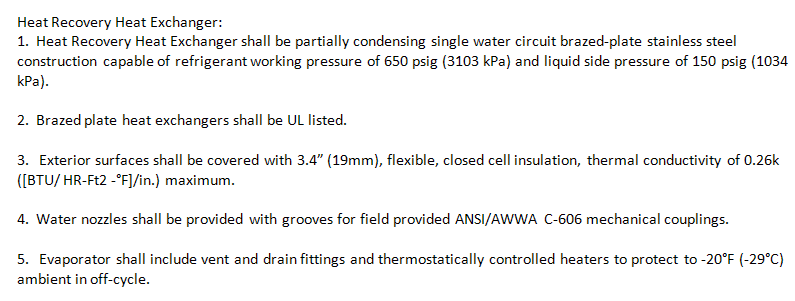 Heat Recovery Heat Exchanger:
1. Heat Recovery Heat Exchanger shall be partially condensing single water circuit brazed-plate stainless steel
construction capable of refrigerant working pressure of 650 psig (3103 kPa) and liquid side pressure of 150 psig (1034
kPa).
2. Brazed plate heat exchangers shall be UL listed.
3. Exterior surfaces shall be covered with 3.4” (19mm), flexible, closed cell insulation, thermal conductivity of 0.26k
([BTU/ HR-Ft2 -°F]/in.) maximum.
4. Water nozzles shall be provided with grooves for field provided ANSI/AWWA C-606 mechanical couplings.
5. Evaporator shall include vent and drain fittings and thermostatically controlled heaters to protect to -20°F (-29°C)
ambient in off-cycle.